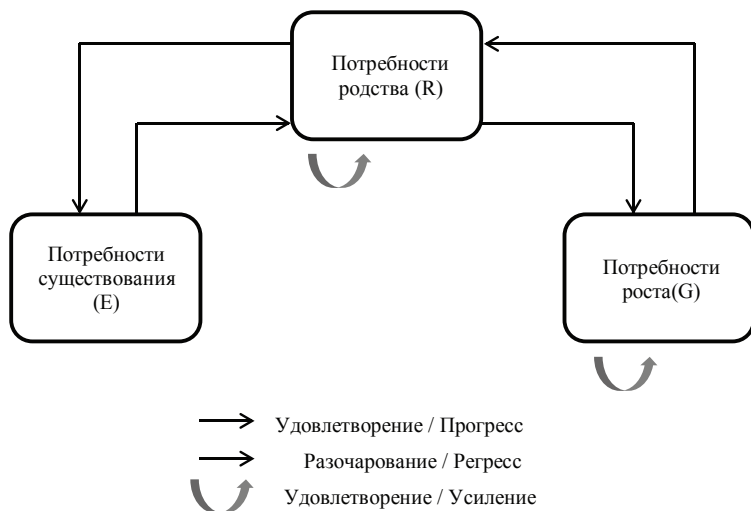 Потребности
родства (R)
Потребности
существования
(E)
Потребности
роста(G)
Удовлетворение / Прогресс
Разочарование / Регресс
Удовлетворение / Усиление